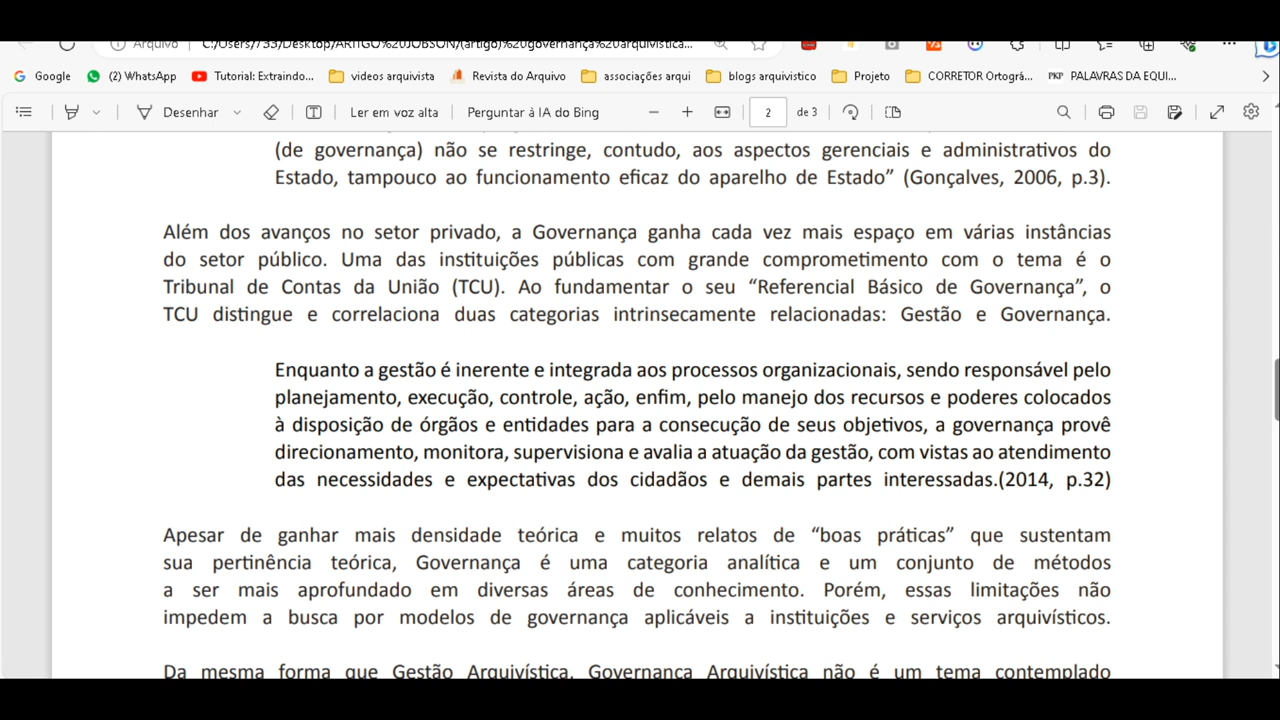 Arquivo
C:/Users/733/Desktop/ARTIGO%20JOBSON/(artigo)%20governança%20arquivistica...
Google (2) WhatsApp Tutorial: Extraindo... videos arquivista Revista do Arquivo associações arqui blogs arquivistico Projeto CORRETOR Ortográ... PKP PALAVRAS DA EQUI...
Desenhar Ler em voz alta Perguntar à IA do Bing 2 de 3
(de governança) não se restringe, contudo, aos aspectos gerenciais e administrativos do
Estado, tampouco ao funcionamento eficaz do aparelho de Estado” (Gonçalves, 2006, p.3).
Além dos avanços no setor privado, a Governança ganha cada vez mais espaço em várias instâncias
do setor público. Uma das instituições públicas com grande comprometimento com o tema é o
Tribunal de Contas da União (TCU). Ao fundamentar o seu “Referencial Básico de Governança”, o
TCU distingue e correlaciona duas categorias intrinsecamente relacionadas: Gestão e Governança.
Enquanto a gestão é inerente e integrada aos processos organizacionais, sendo responsável pelo
planejamento, execução, controle, ação, enfim, pelo manejo dos recursos e poderes colocados
à disposição de órgãos e entidades para a consecução de seus objetivos, a governança provê
direcionamento, monitora, supervisiona e avalia a atuação da gestão, com vistas ao atendimento
das necessidades e expectativas dos cidadãos e demais partes interessadas.(2014, p.32)
Apesar de ganhar mais densidade teórica e muitos relatos de “boas práticas” que sustentam
sua pertinência teórica, Governança é uma categoria analítica e um conjunto de métodos
a ser mais aprofundado em diversas áreas de conhecimento. Porém, essas limitações não
impedem a busca por modelos de governança aplicáveis a instituições e serviços arquivísticos.
Da mesma forma que Gestão Arquivística, Governança Arquivística não é um tema contemplado